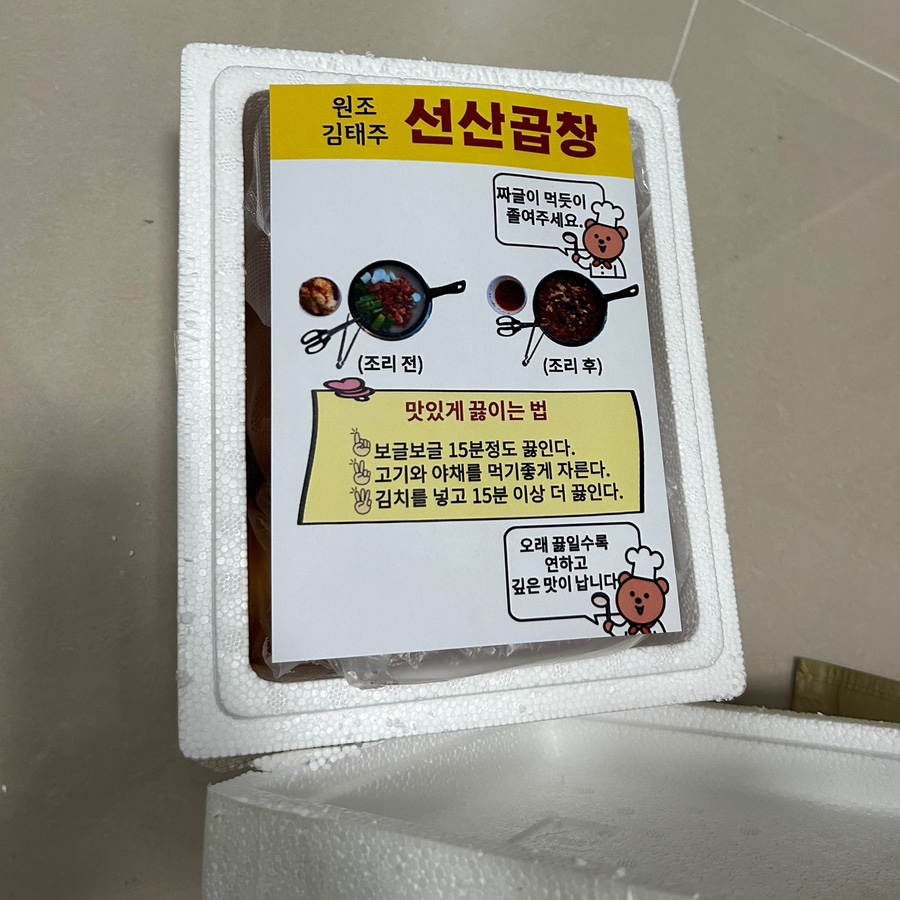 원조
김태주
선산곱창
짜글이 먹듯이
졸여주세요.
(조리 전)
(조리 후)
맛있게 끓이는 법
보글보글 15분정도 끓인다.
고기와 야채를 먹기좋게 자른다.
김치를 넣고 15분 이상 더 끓인다.
오래 끓일수록
연하고
깊은 맛이 납니다